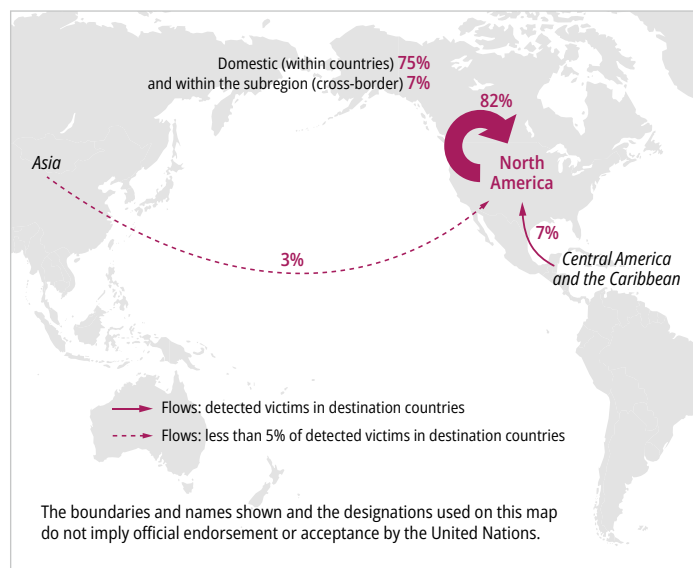 Domestic (within countries) 75%
and within the subregion (cross-border) 7%
82%
Asia
North
America
7%
3%
Central America
and the Caribbean
Flows: detected victims in destination countries
Flows: less than 5% of detected victims in destination countries
The boundaries and names shown and the designations used on this map
do not imply official endorsement or acceptance by the United Nations.